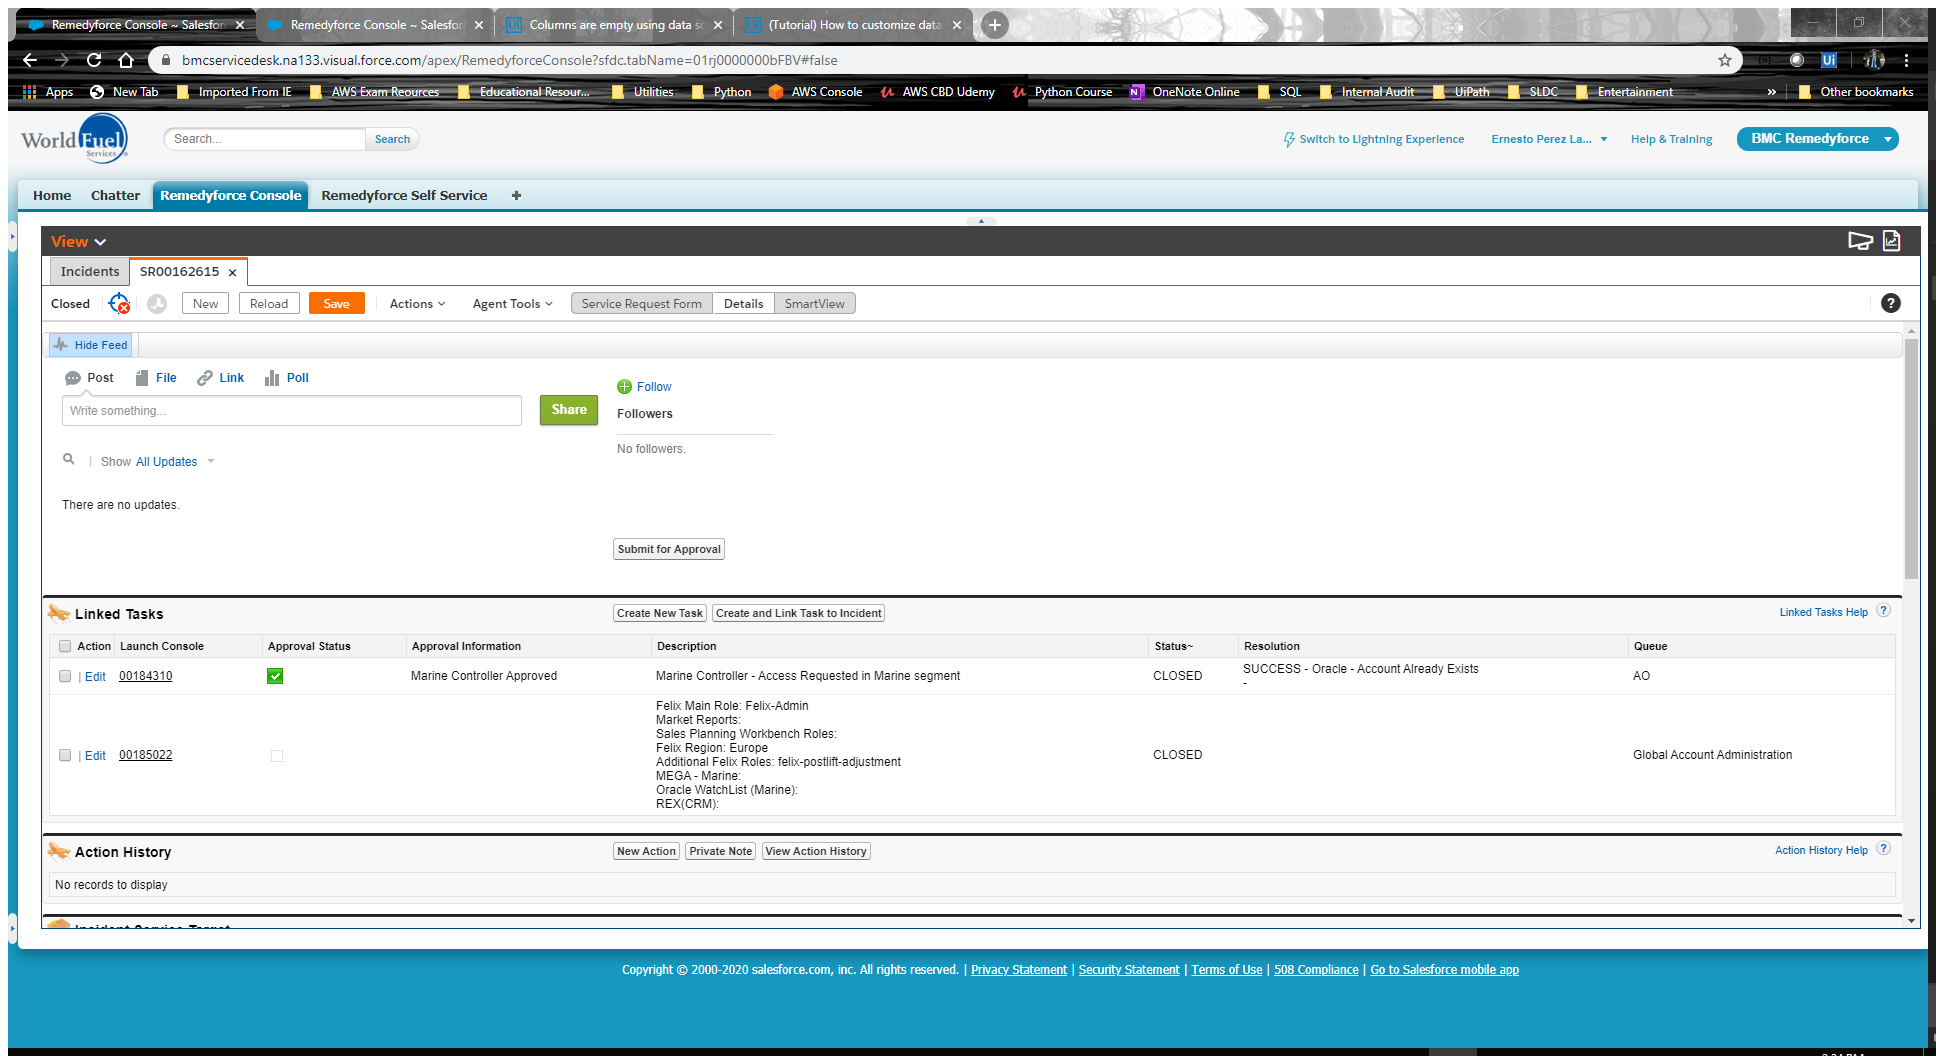 Remedyforce Console ~ Salesforc
Remedyforce Console ~ Salesforc
Columns are empty using data sc
(Tutorial) How to customize data
bmcservicedesk.na133.visual.force.com/apex/RemedyforceConsole?sfdc.tabName=01rj0000000bFBV#false
Apps New Tab Imported From IE AWS Exam Reources Educational Resour... Utilities Python AWS Console AWS CBD Udemy Python Course OneNote Online SQL Internal Audit UiPath SLDC Entertainment » Other bookmarks
World Fuel Services
Search... Search
Switch to Lightning Experience Ernesto Perez La... Help & Training BMC Remedyforce
Home Chatter Remedyforce Console Remedyforce Self Service +
View
Incidents SR00162615
Closed New Reload Save Actions Agent Tools Service Request Form Details SmartView ?
Hide Feed
Post File Link Poll
Follow
Write something... Share
Followers
No followers.
Show All Updates
There are no updates.
Submit for Approval
Linked Tasks Create New Task Create and Link Task to Incident Linked Tasks Help ?
Action Launch Console Approval Status Approval Information Description Status~ Resolution Queue
| Edit 00184310 Marine Controller Approved Marine Controller - Access Requested in Marine segment CLOSED SUCCESS - Oracle - Account Already Exists AO
-
Felix Main Role: Felix-Admin
Market Reports:
Sales Planning Workbench Roles:
Felix Region: Europe
| Edit 00185022 Additional Felix Roles: felix-postlift-adjustment CLOSED Global Account Administration
MEGA - Marine:
Oracle WatchList (Marine):
REX(CRM):
Action History New Action Private Note View Action History Action History Help ?
No records to display
Incident Service Target
Copyright © 2000-2020 salesforce.com, inc. All rights reserved. | Privacy Statement | Security Statement | Terms of Use | 508 Compliance | Go to Salesforce mobile app